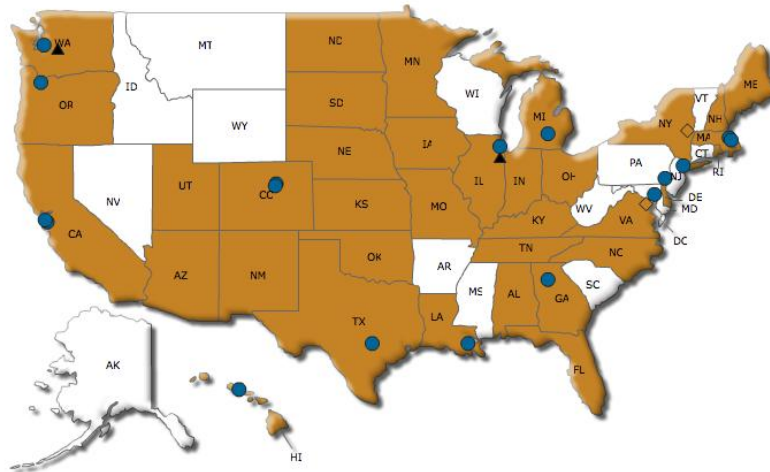 WA
MT
ND
MN
ME
VT
ID
OR
WI
NH
NY
MI
MA
SD
WY
CT
RI
IA
PA
NE
NJ
NV
UT
IL
IN
OH
DE
WV
MD
CA
KS
MO
KY
VA
DC
TN
NC
OK
AZ
NM
AR
SC
MS
AL
GA
LA
TX
AK
FL
HI